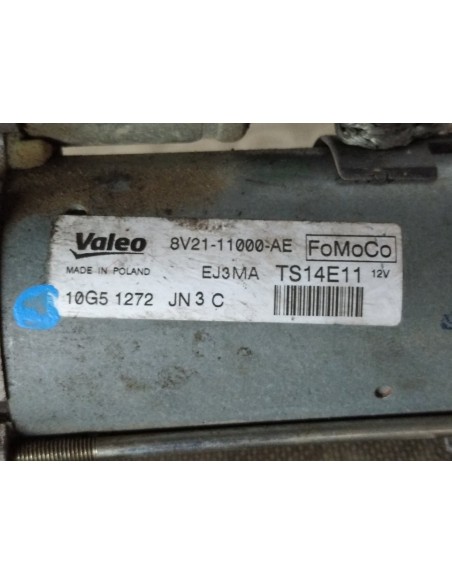 Valeo 8V21-11000-AE FoMoCo
MADE IN POLAND EJ3MA TS14E11 12V
10G5 1272 JN 3 C